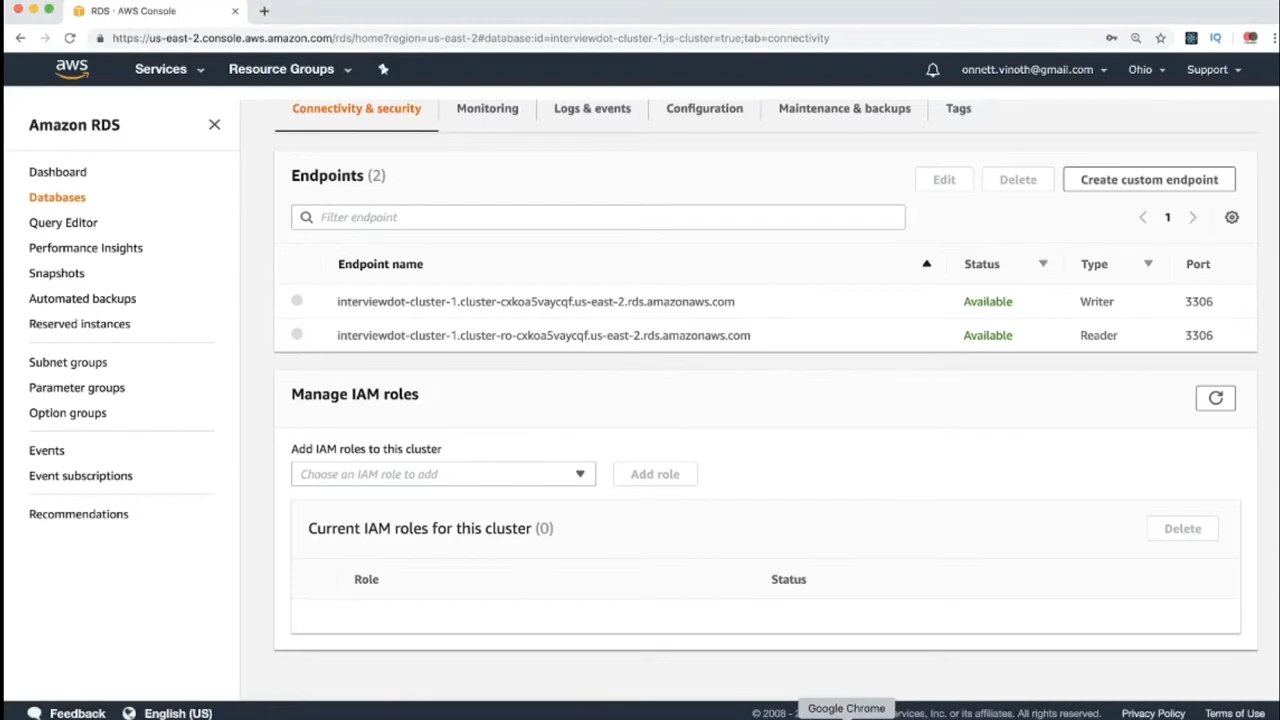 RDS · AWS Console
https://us-east-2.console.aws.amazon.com/rds/home?region=us-east-2#database:id=interviewdot-cluster-1;is-cluster=true;tab=connectivity
IQ
aws Services Resource Groups onnett.vinoth@gmail.com Ohio Support
Amazon RDS
Dashboard
Databases
Query Editor
Performance Insights
Snapshots
Automated backups
Reserved instances
Subnet groups
Parameter groups
Option groups
Events
Event subscriptions
Recommendations
Connectivity & security Monitoring Logs & events Configuration Maintenance & backups Tags
Endpoints (2) Edit Delete Create custom endpoint
Filter endpoint 1
Endpoint name Status Type Port
interviewdot-cluster-1.cluster-cxkoa5vaycqf.us-east-2.rds.amazonaws.com Available Writer 3306
interviewdot-cluster-1.cluster-ro-cxkoa5vaycqf.us-east-2.rds.amazonaws.com Available Reader 3306
Manage IAM roles
Add IAM roles to this cluster
Choose an IAM role to add Add role
Current IAM roles for this cluster (0) Delete
Role Status
Feedback English (US) © 2008 - Google Chrome ervices, Inc. or its affiliates. All rights reserved. Privacy Policy Terms of Use